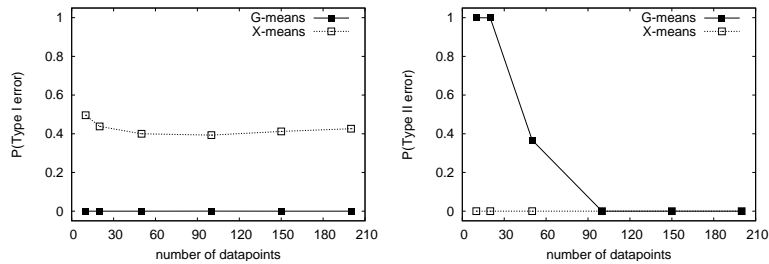 G-means
X-means
P(Type I error)
1
0.8
0.6
0.4
0.2
0
0 30 60 90 120 150 180 210
number of datapoints
G-means
X-means
P(Type II error)
1
0.8
0.6
0.4
0.2
0
0 30 60 90 120 150 180 210
number of datapoints